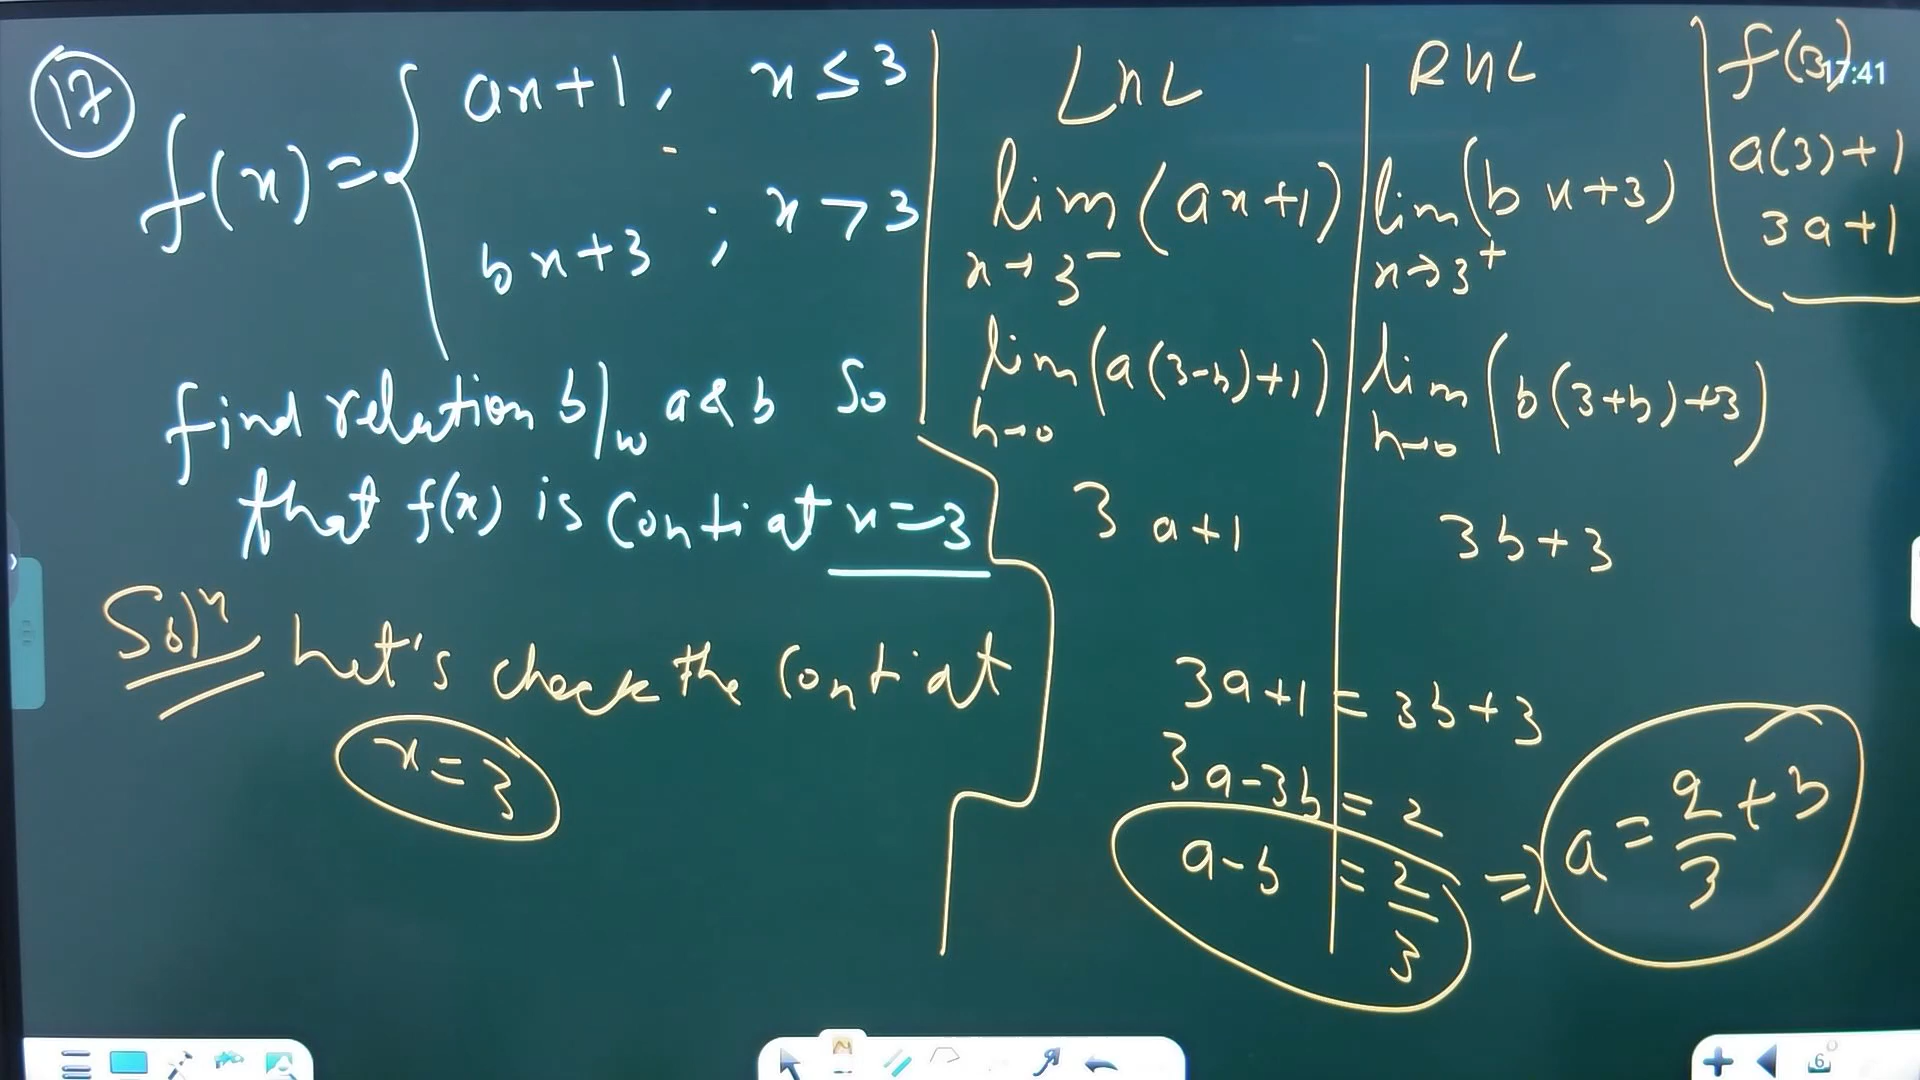 17
f(x) = { ax+1, x ≤ 3
bx+3 ; x > 3
find relation b/w a & b So
that f(x) is conti at x=3
Solⁿ Let's check the conti at
x=3
LHL
lim (ax+1)
x→3⁻
lim (a(3-h)+1)
h→0
3a+1
RHL
lim (bx+3)
x→3⁺
lim (b(3+h)+3)
h→0
3b+3
f(3)
17:41
a(3)+1
3a+1
3a+1 = 3b+3
3a-3b = 2
a-b = 2/3 ⇒ a = 2/3 + b
6